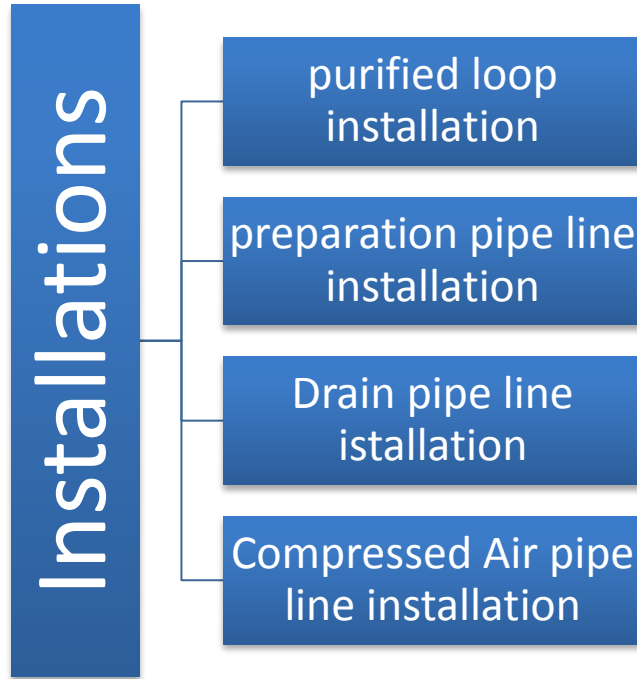 Installations
purified loop
installation
preparation pipe line
installation
Drain pipe line
istallation
Compressed Air pipe
line installation